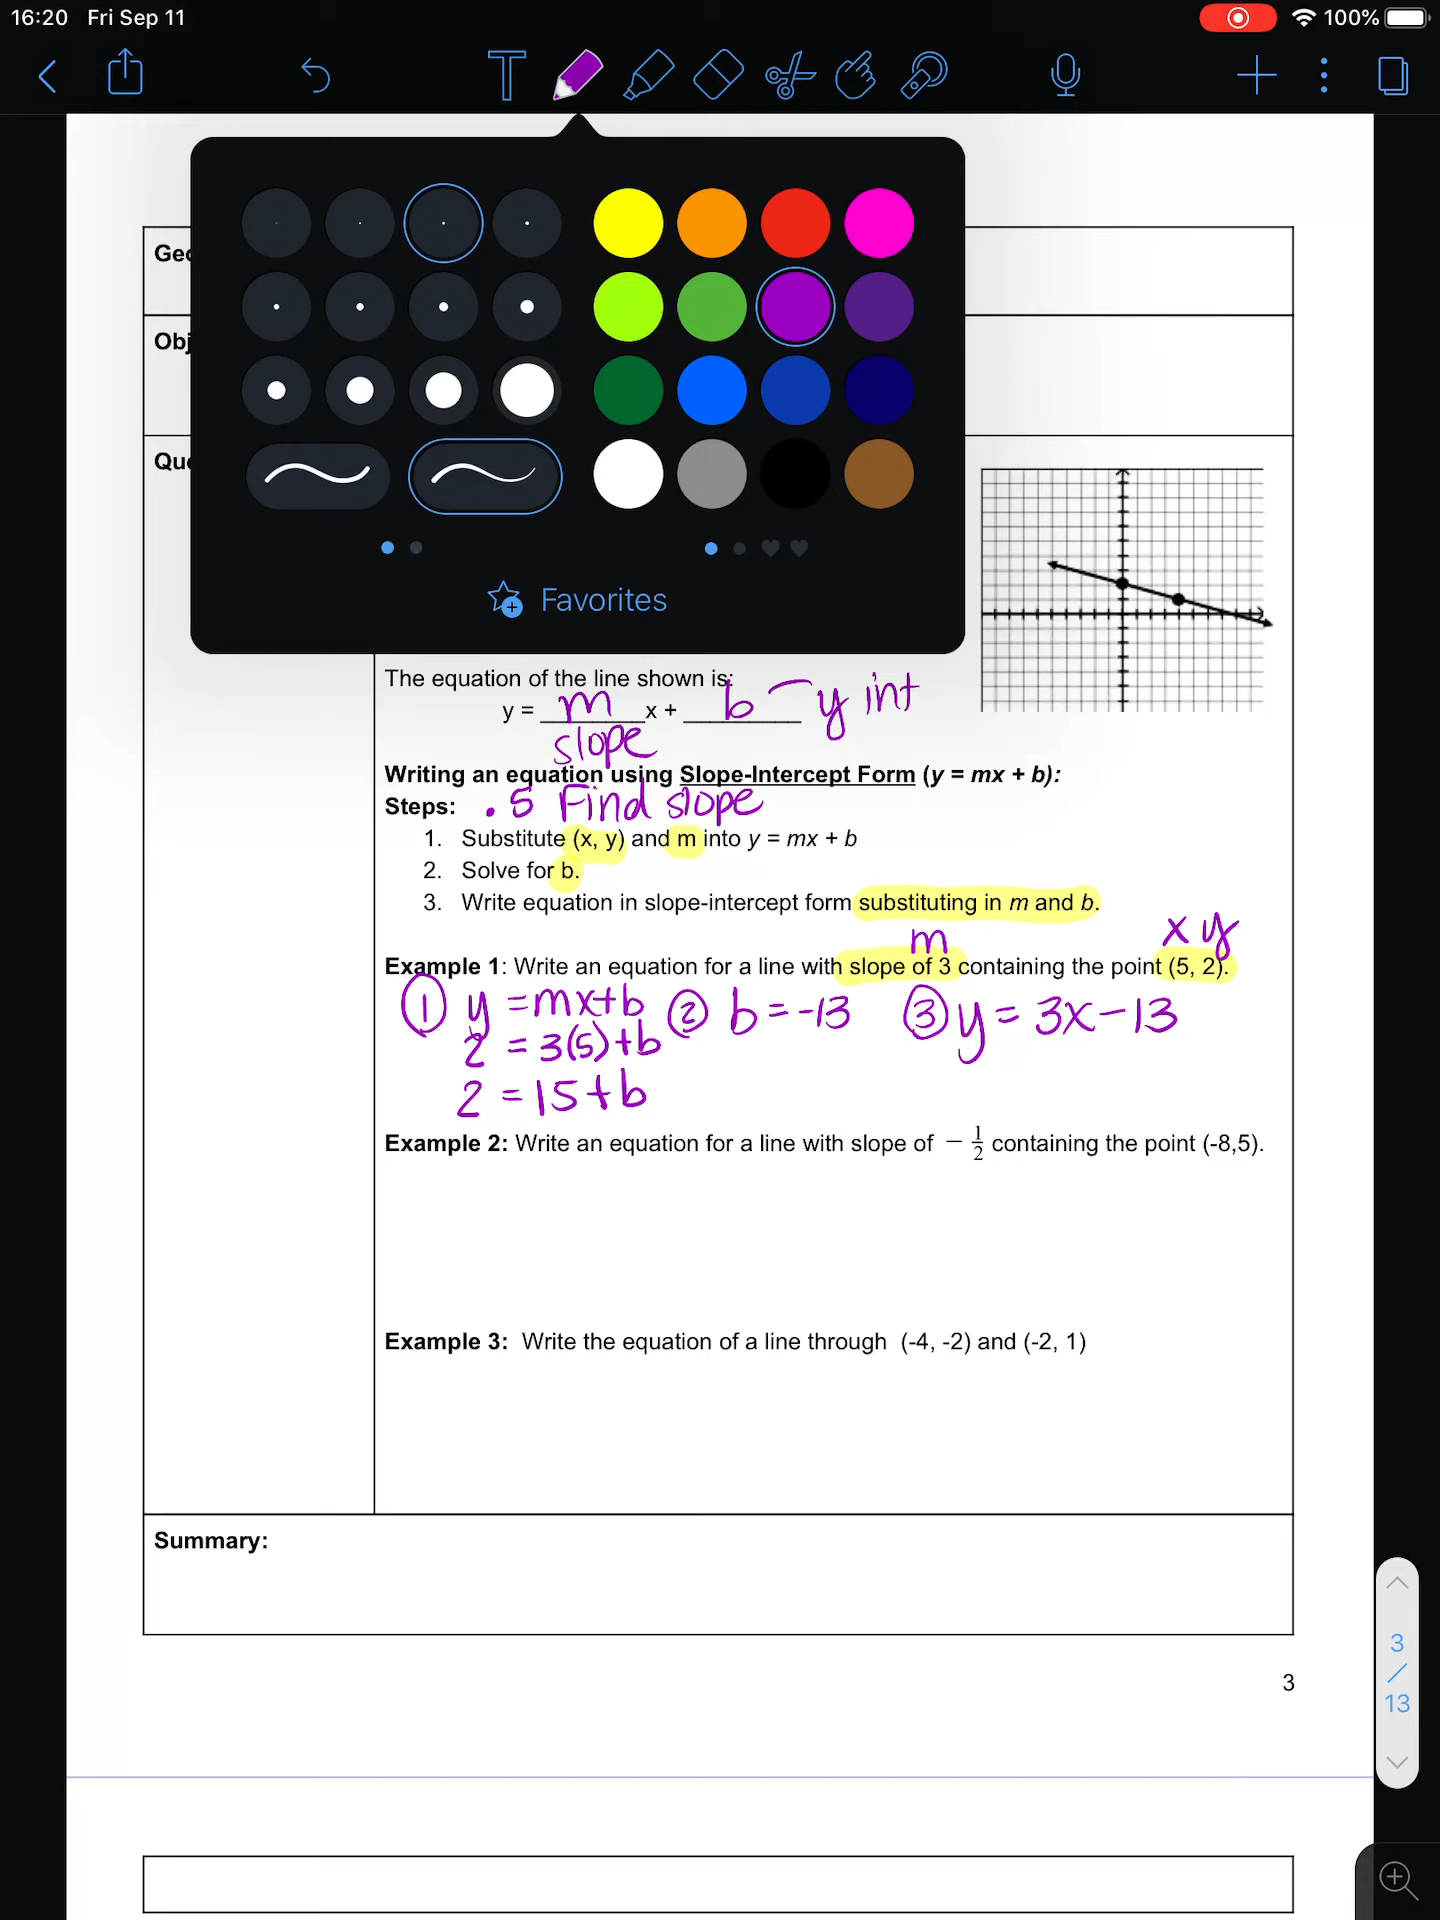 16:20 Fri Sep 11
100%
T
Favorites
The equation of the line shown is:
y = m x + b y int
slope
Writing an equation using Slope-Intercept Form (y = mx + b):
Steps: .5 Find slope
1. Substitute (x, y) and m into y = mx + b
2. Solve for b.
3. Write equation in slope-intercept form substituting in m and b.
m x y
Example 1: Write an equation for a line with slope of 3 containing the point (5, 2).
① y = mx+b ② b = -13 ③ y = 3x-13
2 = 3(5)+b
2 = 15+b
Example 2: Write an equation for a line with slope of - 1/2 containing the point (-8,5).
Example 3: Write the equation of a line through (-4, -2) and (-2, 1)
Summary:
3
3
/
13